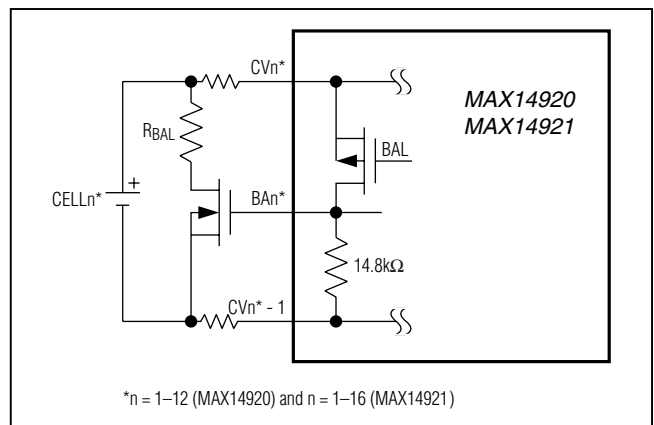 CVn*
MAX14920
MAX14921
RBAL
BAL
CELLn*
+
BAn*
14.8kΩ
CVn* - 1
*n = 1–12 (MAX14920) and n = 1–16 (MAX14921)